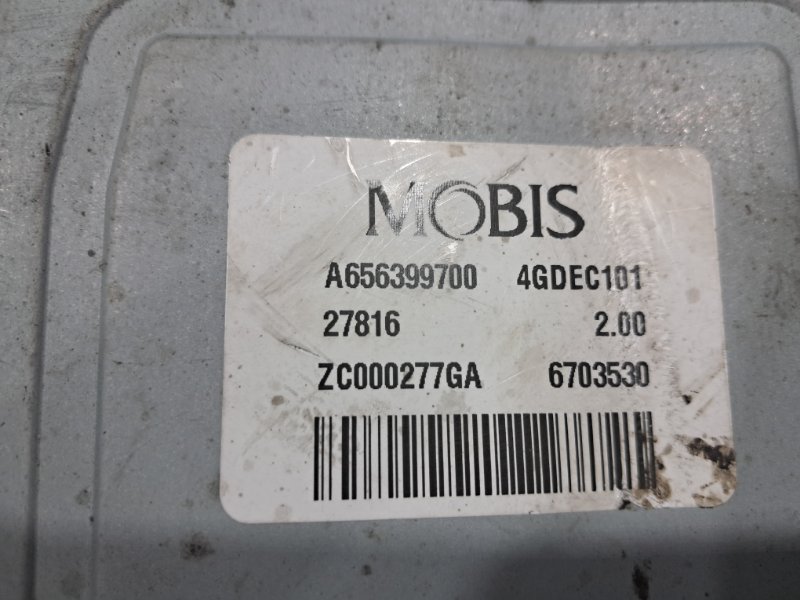 MOBIS
A656399700 4GDEC101
27816 2.00
ZC000277GA 6703530